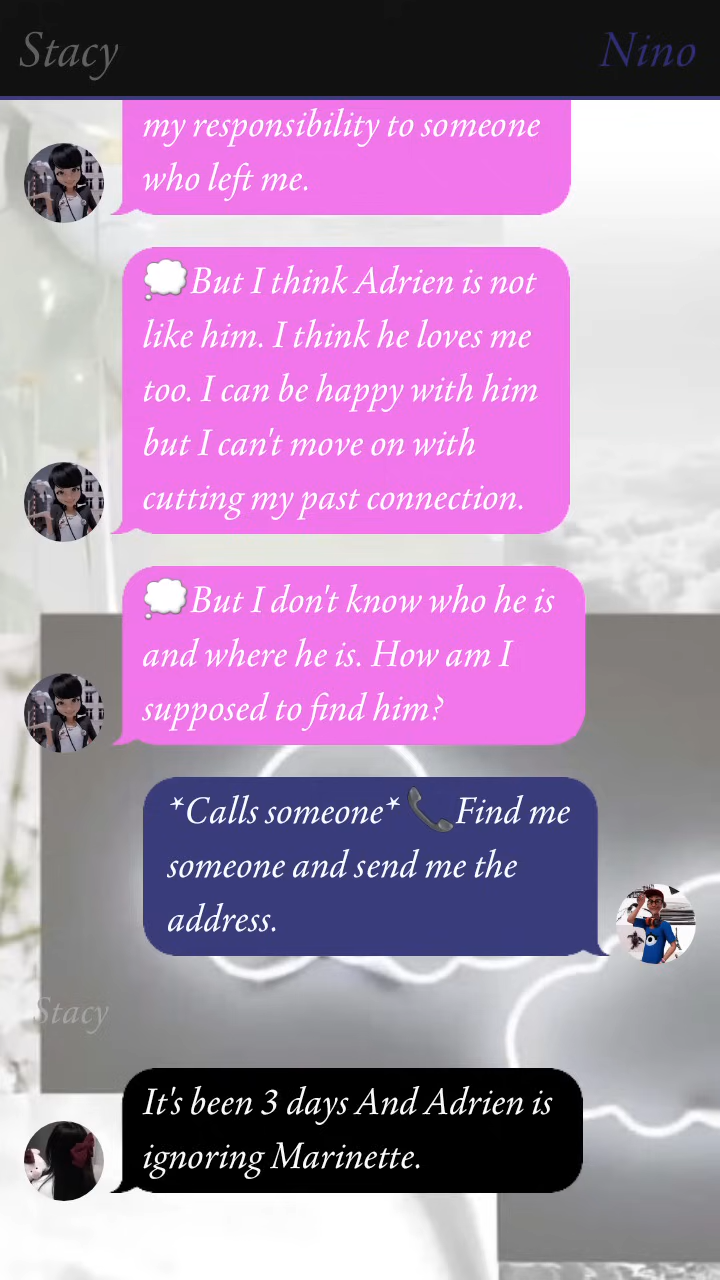 Stacy
Nino
my responsibility to someone
who left me.
💭But I think Adrien is not
like him. I think he loves me
too. I can be happy with him
but I can't move on with
cutting my past connection.
💭But I don't know who he is
and where he is. How am I
supposed to find him?
*Calls someone* 📞Find me
someone and send me the
address.
Stacy
It's been 3 days And Adrien is
ignoring Marinette.